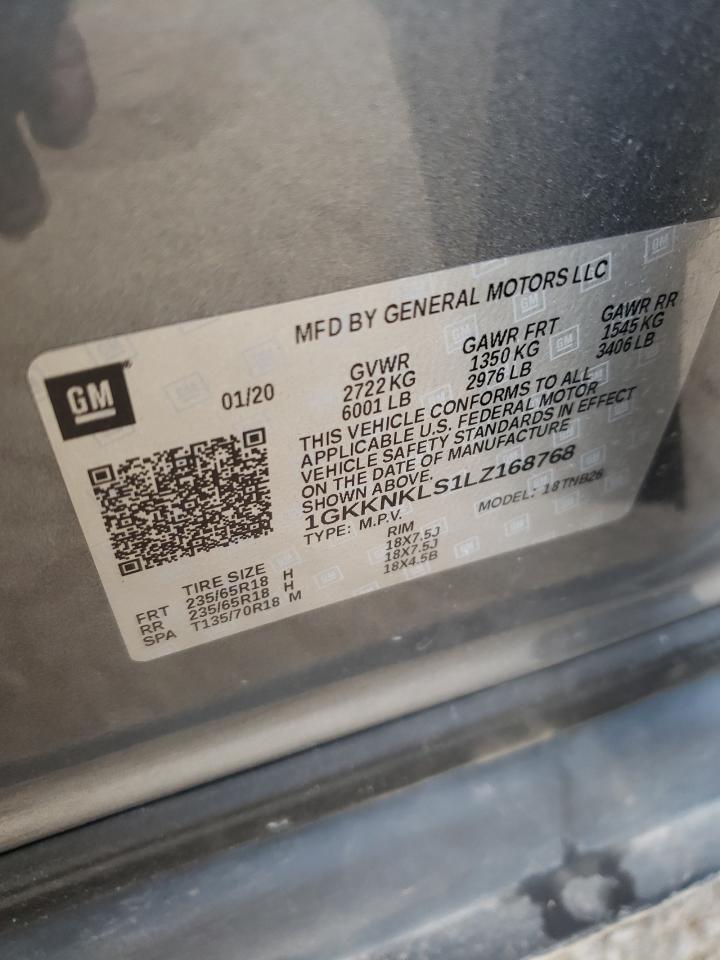 MFD BY GENERAL MOTORS LLC
GM
01/20
GVWR
2722 KG
6001 LB
GAWR FRT
1350 KG
2976 LB
GAWR RR
1545 KG
3406 LB
THIS VEHICLE CONFORMS TO ALL
APPLICABLE U.S. FEDERAL MOTOR
VEHICLE SAFETY STANDARDS IN EFFECT
ON THE DATE OF MANUFACTURE
SHOWN ABOVE.
1GKKNKLS1LZ168768
TYPE: M.P.V.
MODEL: 18TNB26
TIRE SIZE RIM
FRT 235/65R18 H 18X7.5J
RR 235/65R18 H 18X7.5J
SPA T135/70R18 M 18X4.5B